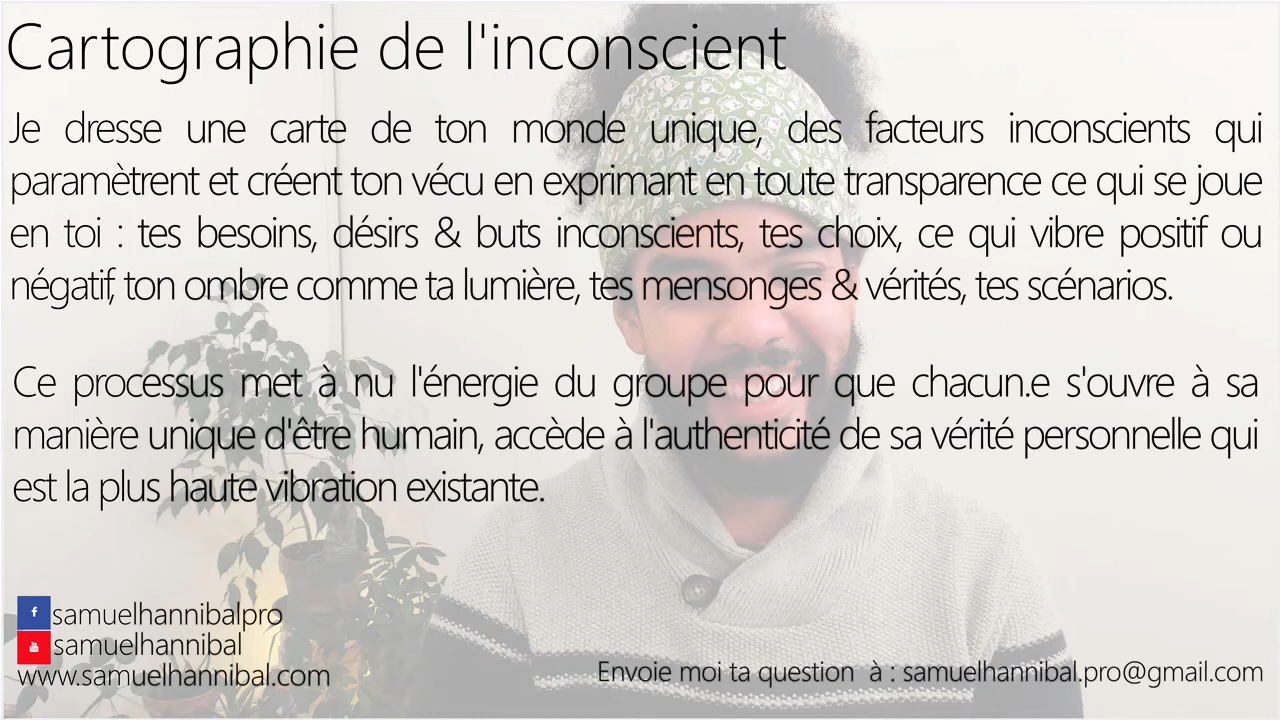 Cartographie de l'inconscient
Je dresse une carte de ton monde unique, des facteurs inconscients qui
paramètrent et créent ton vécu en exprimant en toute transparence ce qui se joue
en toi : tes besoins, désirs & buts inconscients, tes choix, ce qui vibre positif ou
négatif, ton ombre comme ta lumière, tes mensonges & vérités, tes scénarios.
Ce processus met à nu l'énergie du groupe pour que chacun.e s'ouvre à sa
manière unique d'être humain, accède à l'authenticité de sa vérité personnelle qui
est la plus haute vibration existante.
samuelhannibalpro
samuelhannibal
www.samuelhannibal.com
Envoie moi ta question à : samuelhannibal.pro@gmail.com